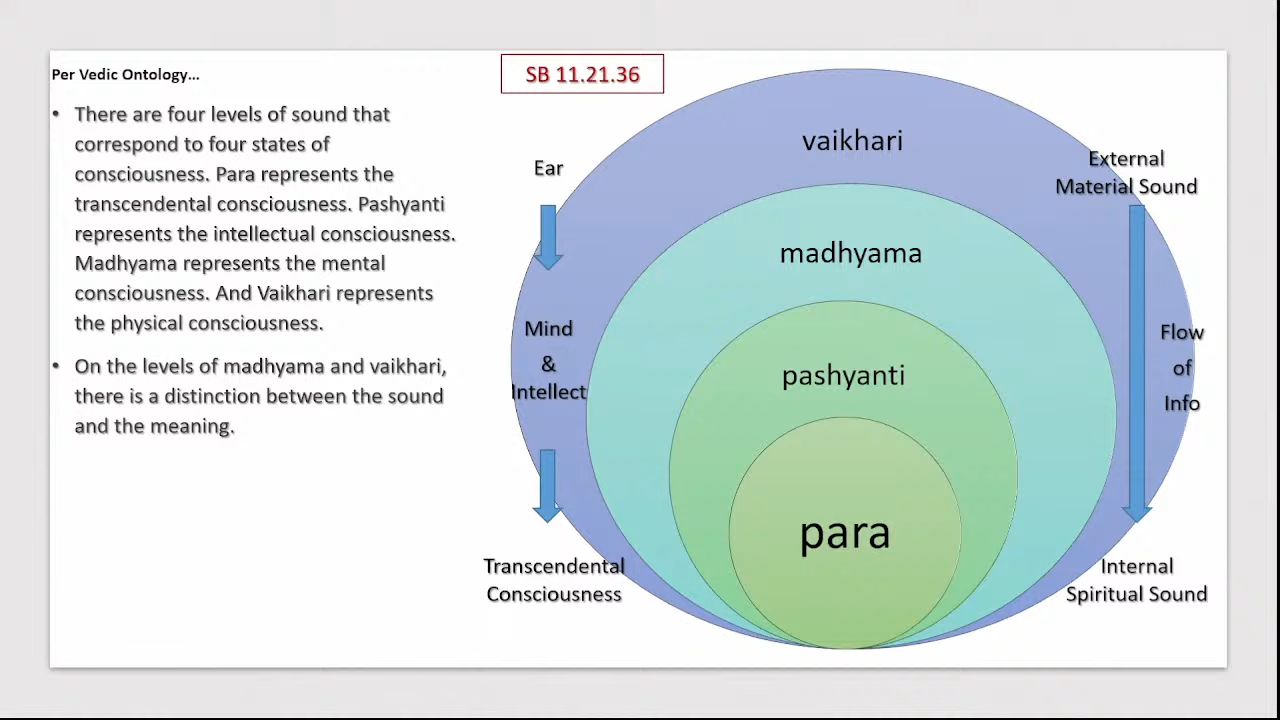 Per Vedic Ontology...
• There are four levels of sound that
correspond to four states of
consciousness. Para represents the
transcendental consciousness. Pashyanti
represents the intellectual consciousness.
Madhyama represents the mental
consciousness. And Vaikhari represents
the physical consciousness.
• On the levels of madhyama and vaikhari,
there is a distinction between the sound
and the meaning.
SB 11.21.36
Ear
Mind
&
Intellect
Transcendental
Consciousness
vaikhari
madhyama
pashyanti
para
External
Material Sound
Flow
of
Info
Internal
Spiritual Sound